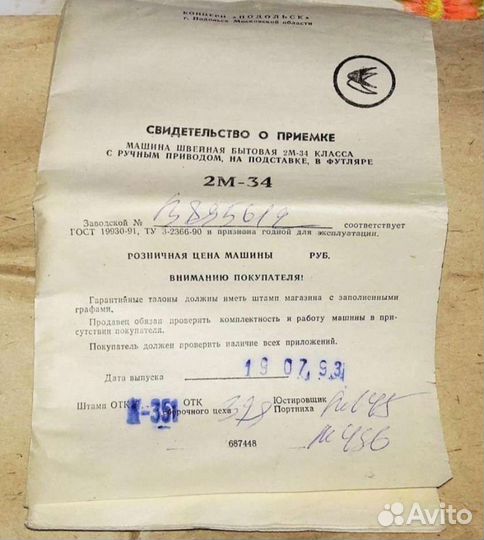 КОНЦЕРН «ПОДОЛЬСК»
г. Подольск Московской области
СВИДЕТЕЛЬСТВО О ПРИЕМКЕ
МАШИНА ШВЕЙНАЯ БЫТОВАЯ 2М-34 КЛАССА
С РУЧНЫМ ПРИВОДОМ, НА ПОДСТАВКЕ, В ФУТЛЯРЕ
2М-34
Заводской № соответствует
ГОСТ 19930-91, ТУ 3-2366-90 и признана годной для эксплуатации.
РОЗНИЧНАЯ ЦЕНА МАШИНЫ РУБ.
ВНИМАНИЮ ПОКУПАТЕЛЯ!
Гарантийные талоны должны иметь штамп магазина с заполненными
графами,
Продавец обязан проверить комплектность и работу машины в при-
сутствии покупателя.
Покупатель должен проверить наличие всех приложений.
Дата выпуска 19 07 93
Штамп ОТК ОТК 378 Юстировщик
сборочного цеха Портниха
687448
Avito